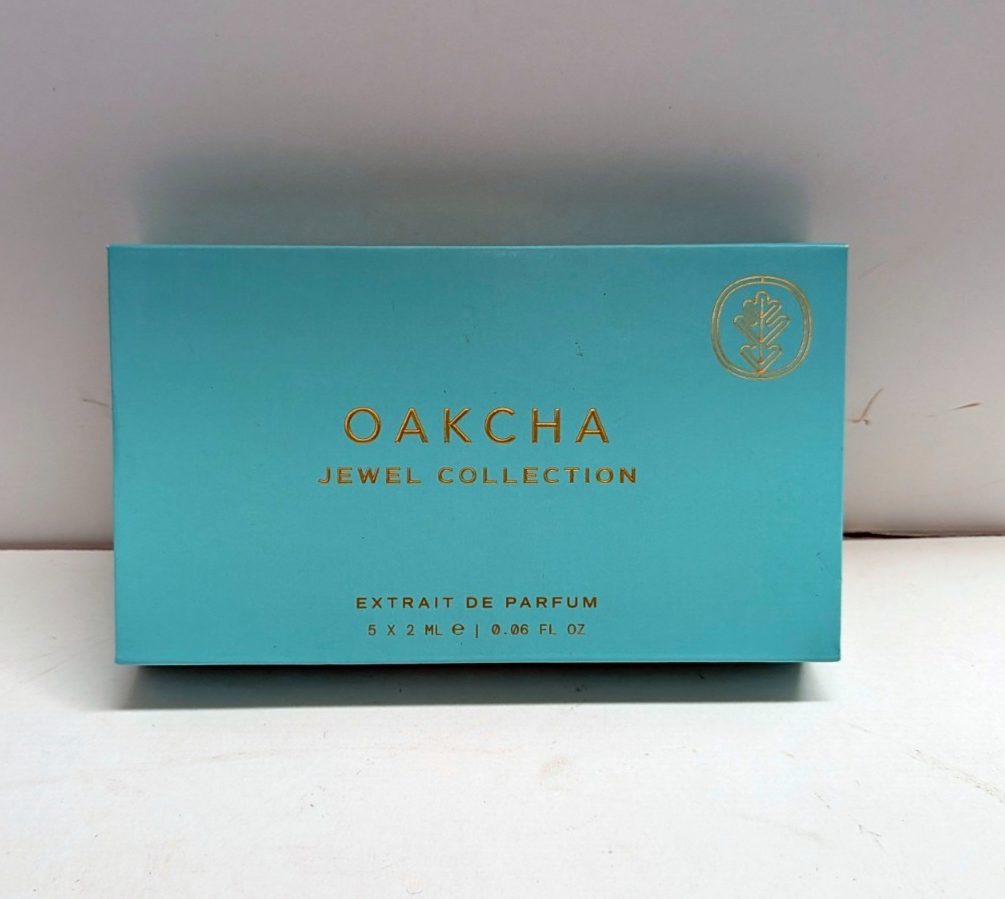 OAKCHA
JEWEL COLLECTION
EXTRAIT DE PARFUM
5 X 2 ML ℮ | 0.06 FL OZ